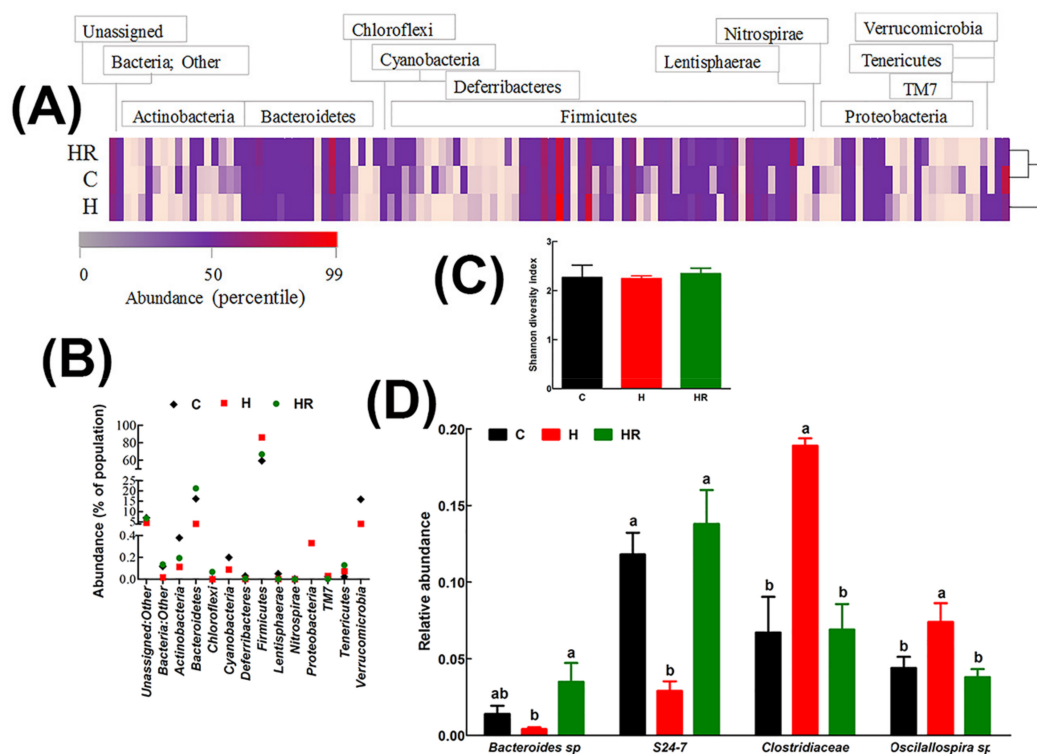 (A)
Unassigned
Bacteria; Other
Chloroflexi
Cyanobacteria
Deferribacteres
Nitrospirae
Lentisphaerae
Verrucomicrobia
Tenericutes
TM7
Actinobacteria
Bacteroidetes
Firmicutes
Proteobacteria
HR
C
H
0 50 99
Abundance (percentile)
(B)
C H HR
Abundance (% of population)
100
80
60
25
20
15
10
5
0.4
0.2
0.0
Unassigned:Other
Bacteria:Other
Actinobacteria
Bacteroidetes
Chloroflexi
Cyanobacteria
Deferribacteres
Firmicutes
Lentisphaerae
Nitrospirae
Proteobacteria
TM7
Tenericutes
Verrucomicrobia
(C)
Shannon diversity index
3
2
1
0
C H HR
(D)
C H HR
Relative abundance
0.20
0.15
0.10
0.05
0.00
ab b a
a b a
b a b
b a b
Bacteroides sp
S24-7
Clostridiaceae
Oscilallospira sp